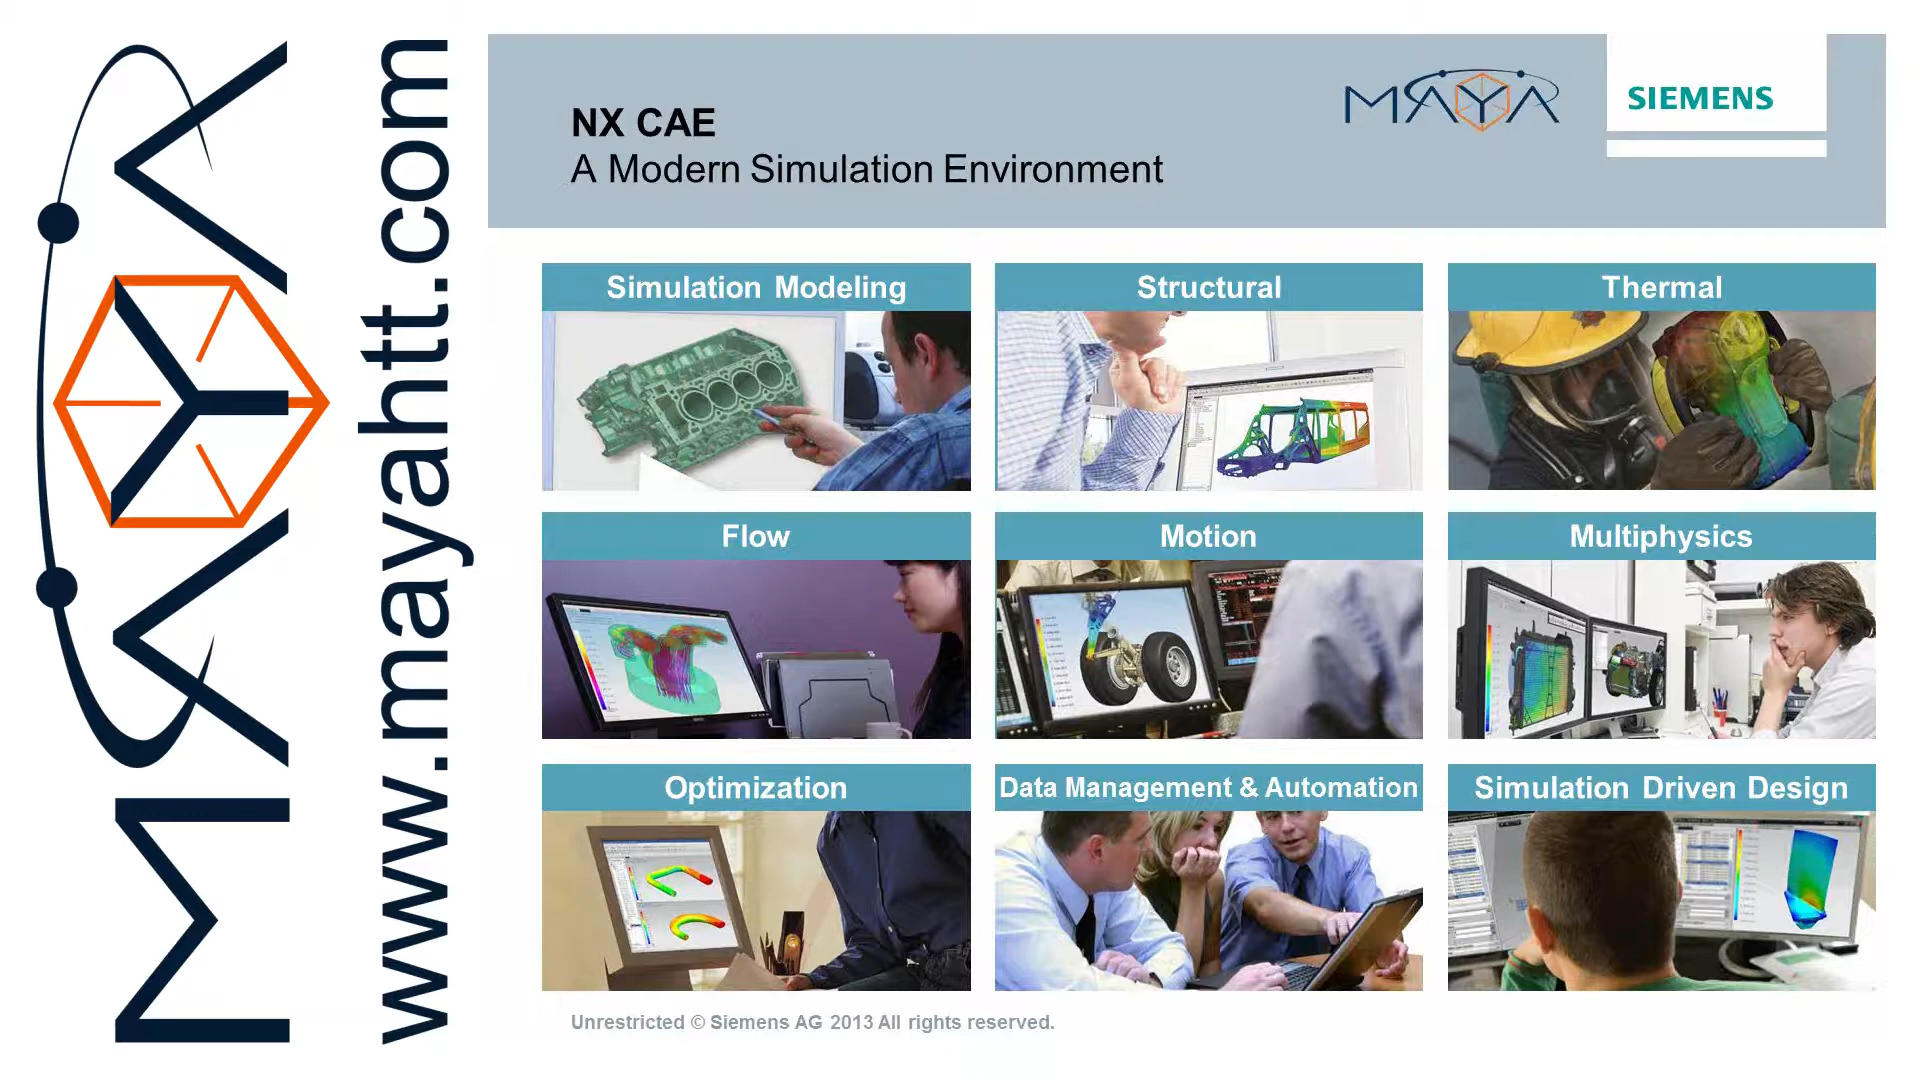 MAYA
www.mayahtt.com
NX CAE
A Modern Simulation Environment
MAYA
SIEMENS
Simulation Modeling
Structural
Thermal
Flow
Motion
Multiphysics
Optimization
Data Management & Automation
Simulation Driven Design
Unrestricted © Siemens AG 2013 All rights reserved.